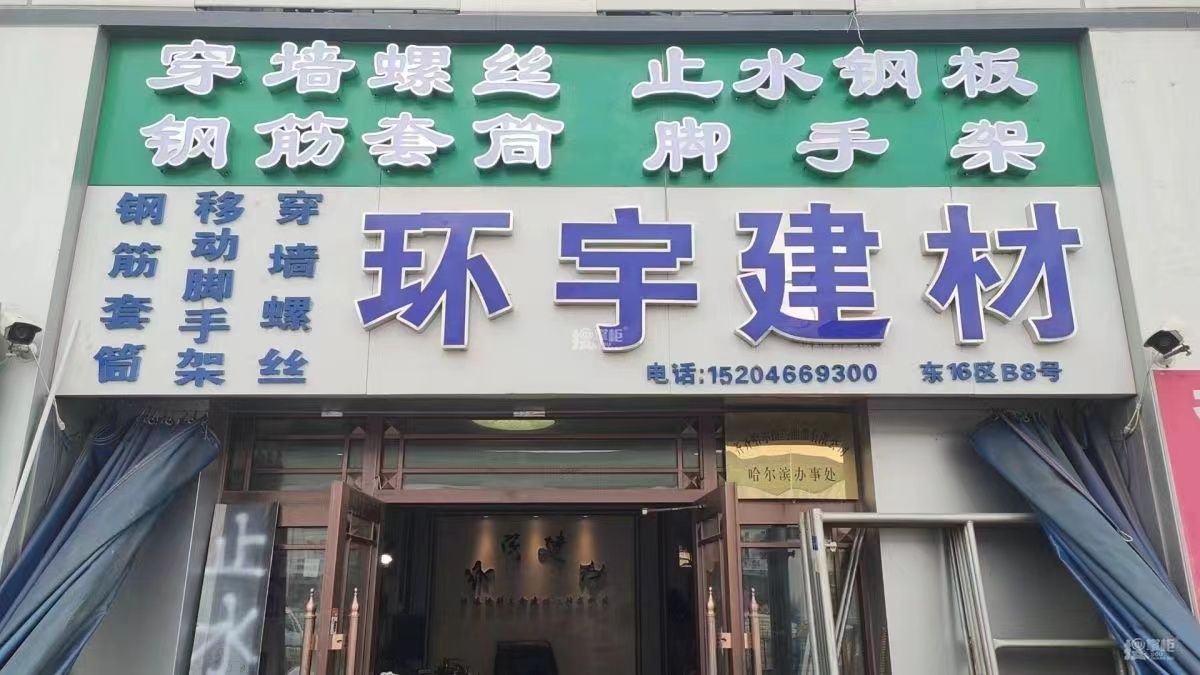 穿墙螺丝 止水钢板
钢筋套筒 脚手架
钢筋套筒
移动脚手架
穿墙螺丝
环宇建材
电话:15204669300 东16区B8号
哈尔滨办事处
止水